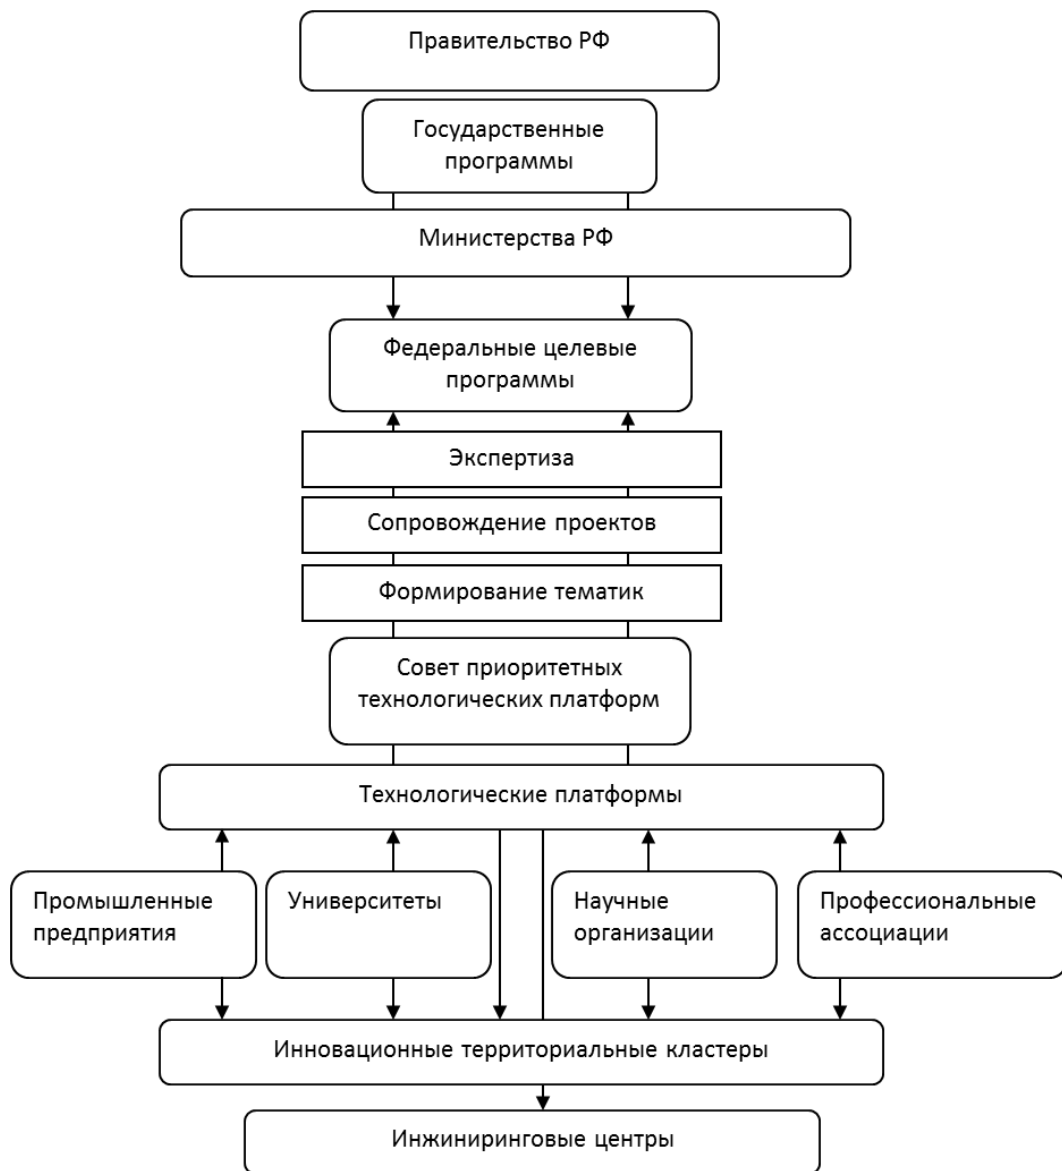 Правительство РФ
Государственные
программы
Министерства РФ
Федеральные целевые
программы
Экспертиза
Сопровождение проектов
Формирование тематик
Совет приоритетных
технологических платформ
Технологические платформы
Промышленные
предприятия
Университеты
Научные
организации
Профессиональные
ассоциации
Инновационные территориальные кластеры
Инжиниринговые центры